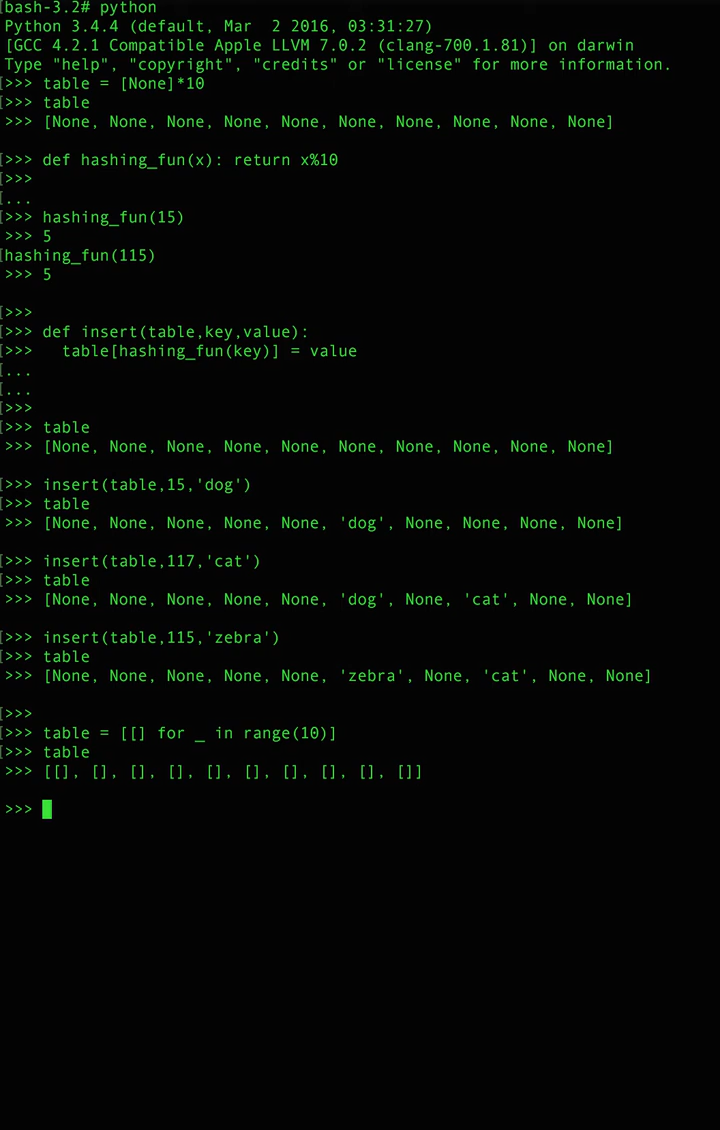 [bash-3.2# python
Python 3.4.4 (default, Mar  2 2016, 03:31:27)
[GCC 4.2.1 Compatible Apple LLVM 7.0.2 (clang-700.1.81)] on darwin
Type "help", "copyright", "credits" or "license" for more information.
[>>> table = [None]*10
[>>> table
>>> [None, None, None, None, None, None, None, None, None, None]
[>>> def hashing_fun(x): return x%10
[>>>
[...
[>>> hashing_fun(15)
>>> 5
[hashing_fun(115)
>>> 5
[>>>
[>>> def insert(table,key,value):
[>>>   table[hashing_fun(key)] = value
[...
[...
[>>>
[>>> table
>>> [None, None, None, None, None, None, None, None, None, None]
[>>> insert(table,15,'dog')
[>>> table
>>> [None, None, None, None, None, 'dog', None, None, None, None]
[>>> insert(table,117,'cat')
[>>> table
>>> [None, None, None, None, None, 'dog', None, 'cat', None, None]
[>>> insert(table,115,'zebra')
[>>> table
>>> [None, None, None, None, None, 'zebra', None, 'cat', None, None]
[>>>
[>>> table = [[] for _ in range(10)]
[>>> table
>>> [[], [], [], [], [], [], [], [], [], []]
>>>